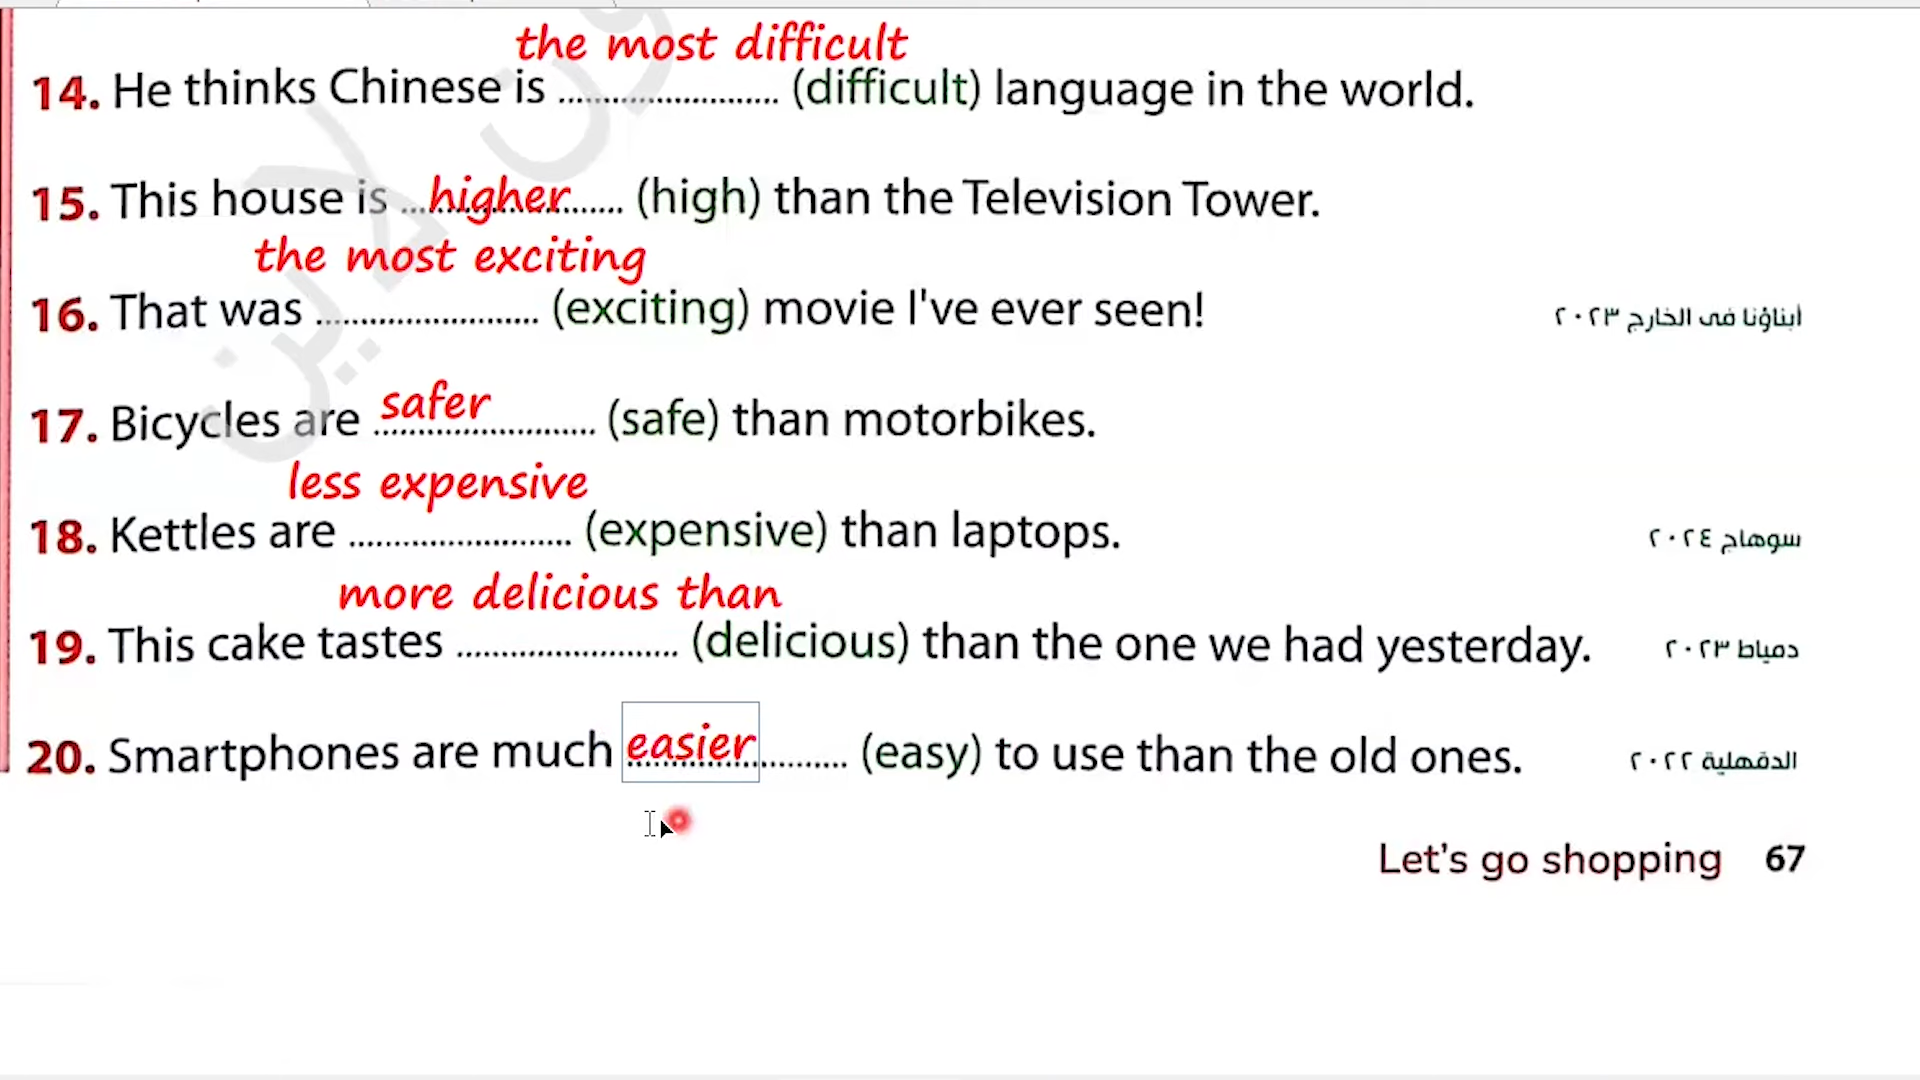 the most difficult
14. He thinks Chinese is ........................ (difficult) language in the world.
15. This house is ...higher...... (high) than the Television Tower.
the most exciting
16. That was ........................ (exciting) movie I've ever seen! أبناؤنا فى الخارج ٢٠٢٣
safer
17. Bicycles are ........................ (safe) than motorbikes.
less expensive
18. Kettles are ........................ (expensive) than laptops. سوهاج ٢٠٢٤
more delicious than
19. This cake tastes ........................ (delicious) than the one we had yesterday. دمياط ٢٠٢٣
20. Smartphones are much easier.......... (easy) to use than the old ones. الدقهلية ٢٠٢٢
Let's go shopping 67